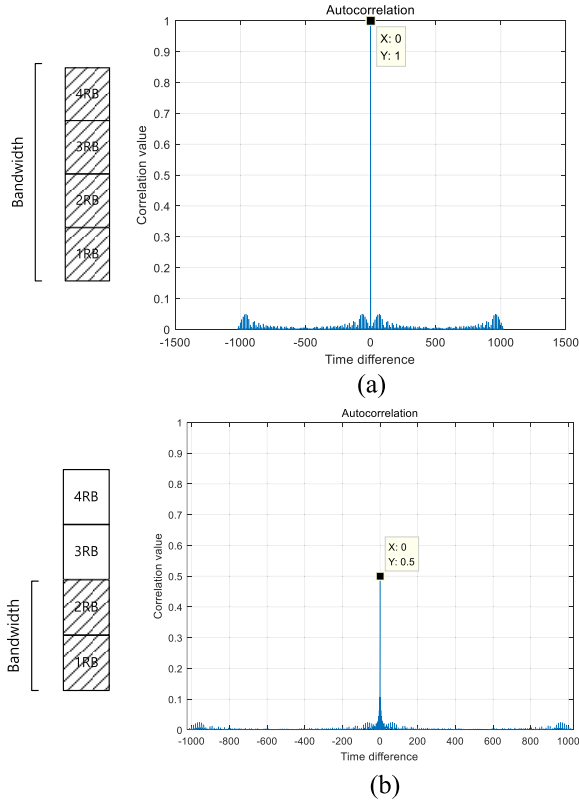 Autocorrelation
X: 0
Y: 1
Bandwidth
4RB
3RB
2RB
1RB
Correlation value
1
0.9
0.8
0.7
0.6
0.5
0.4
0.3
0.2
0.1
0
-1500 -1000 -500 0 500 1000 1500
Time difference
(a)
Autocorrelation
X: 0
Y: 0.5
4RB
3RB
2RB
1RB
Bandwidth
Correlation value
1
0.9
0.8
0.7
0.6
0.5
0.4
0.3
0.2
0.1
0
-1000 -800 -600 -400 -200 0 200 400 600 800 1000
Time difference
(b)